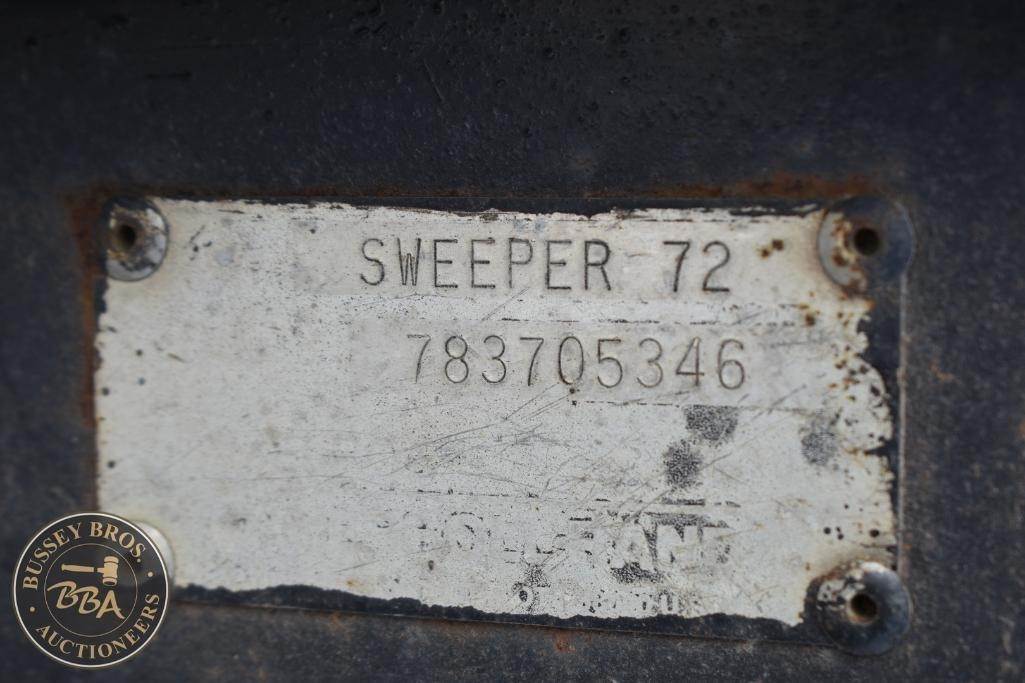 SWEEPER 72
783705346
BUSSEY BROS.
BBA
AUCTIONEERS